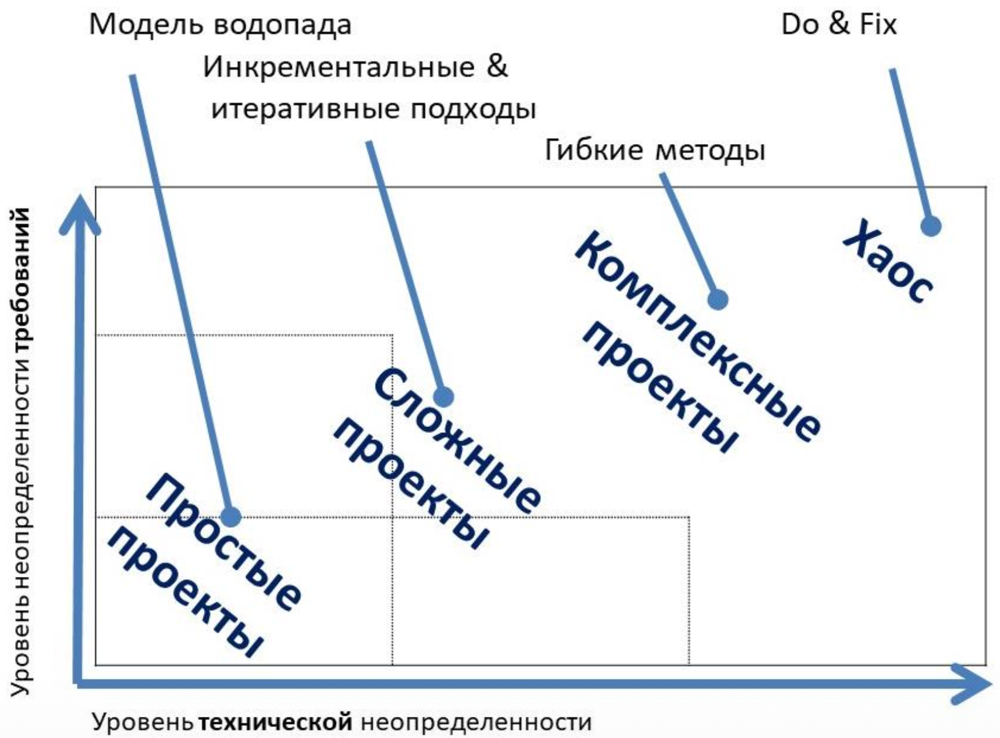 Модель водопада
Do & Fix
Инкрементальные &
итеративные подходы
Гибкие методы
Уровень неопределенности требований
Хаос
Комплексные
проекты
Сложные
проекты
Простые
проекты
Уровень технической неопределенности